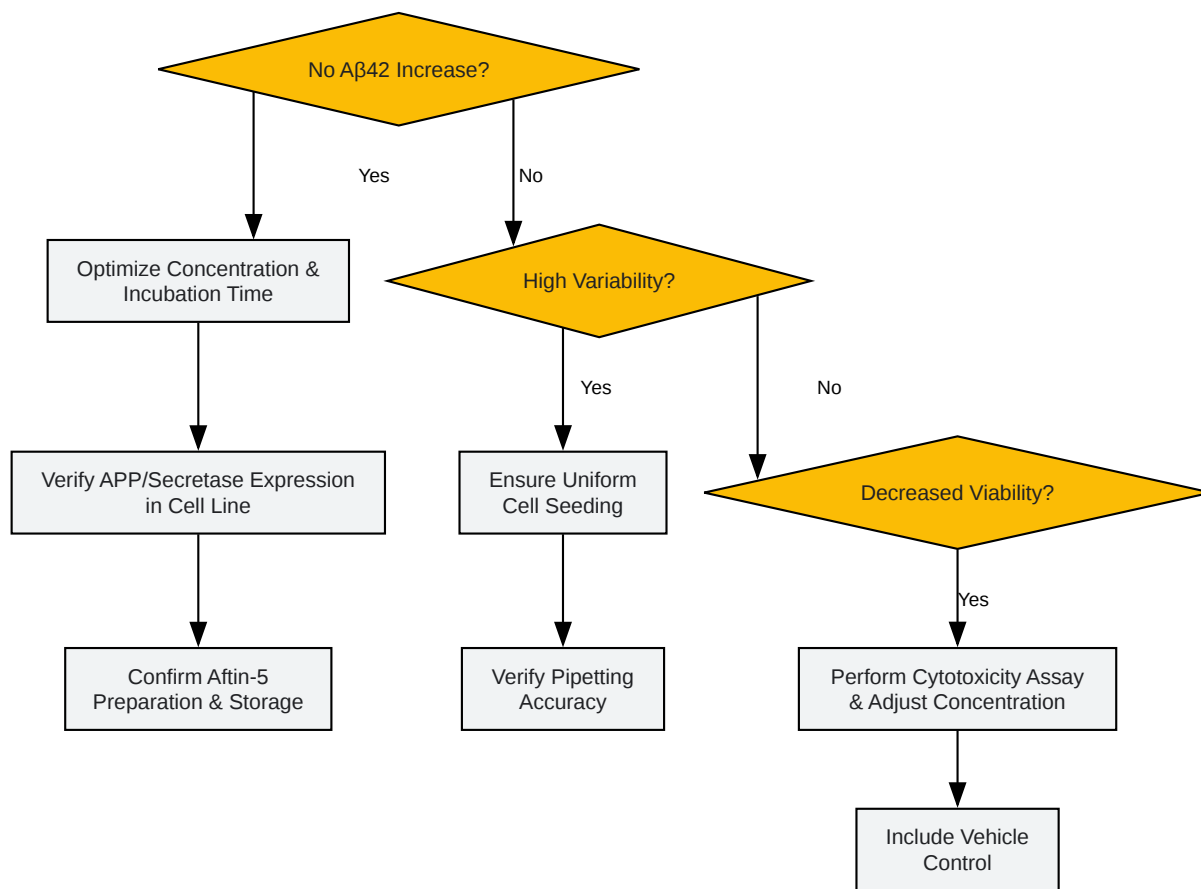 No Aβ42 Increase?
Yes
No
Optimize Concentration &
Incubation Time
High Variability?
Yes
No
Verify APP/Secretase Expression
in Cell Line
Ensure Uniform
Cell Seeding
Decreased Viability?
Yes
Confirm Aftin-5
Preparation & Storage
Verify Pipetting
Accuracy
Perform Cytotoxicity Assay
& Adjust Concentration
Include Vehicle
Control